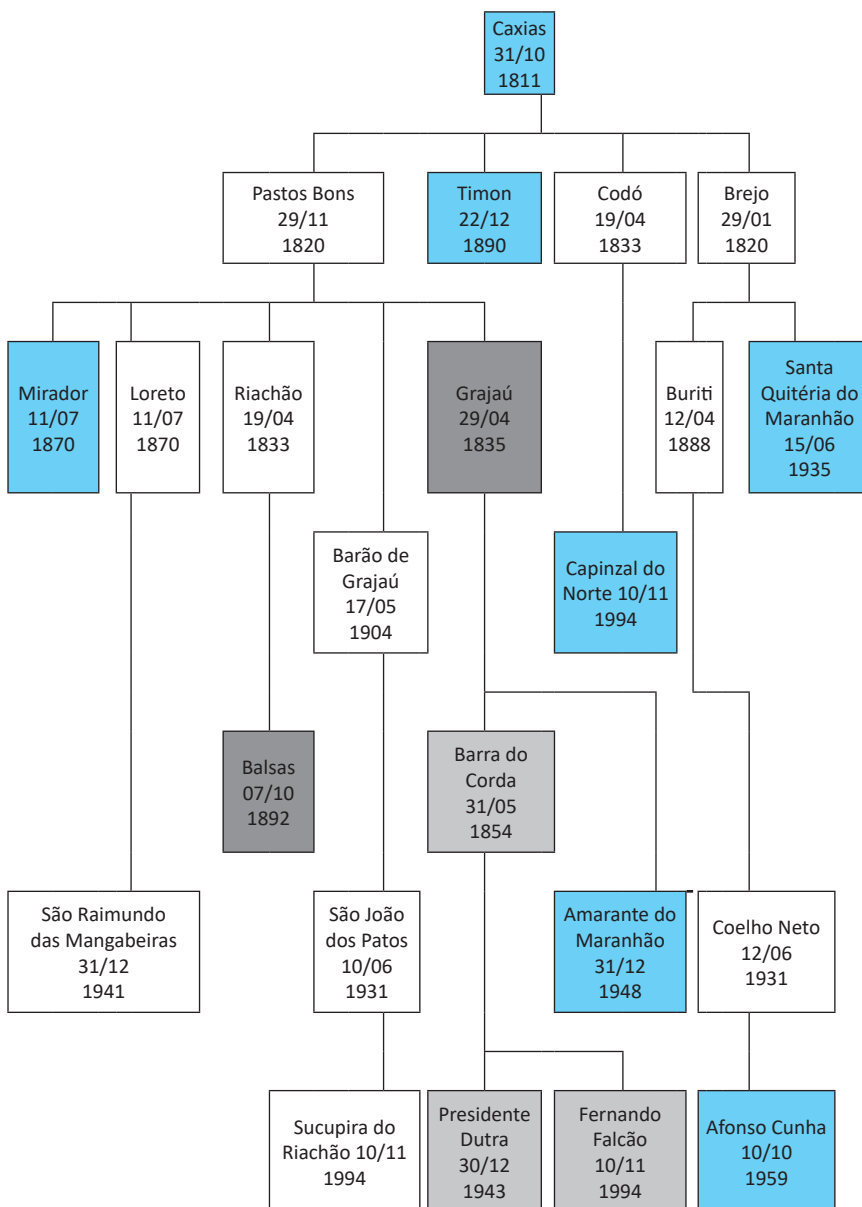 Caxias
31/10
1811
Pastos Bons
29/11
1820
Timon
22/12
1890
Codó
19/04
1833
Brejo
29/01
1820
Mirador
11/07
1870
Loreto
11/07
1870
Riachão
19/04
1833
Grajaú
29/04
1835
Buriti
12/04
1888
Santa
Quitéria do
Maranhão
15/06
1935
Barão de
Grajaú
17/05
1904
Capinzal do
Norte 10/11
1994
Balsas
07/10
1892
Barra do
Corda
31/05
1854
São Raimundo
das Mangabeiras
31/12
1941
São João
dos Patos
10/06
1931
Amarante do
Maranhão
31/12
1948
Coelho Neto
12/06
1931
Sucupira do
Riachão 10/11
1994
Presidente
Dutra
30/12
1943
Fernando
Falcão
10/11
1994
Afonso Cunha
10/10
1959